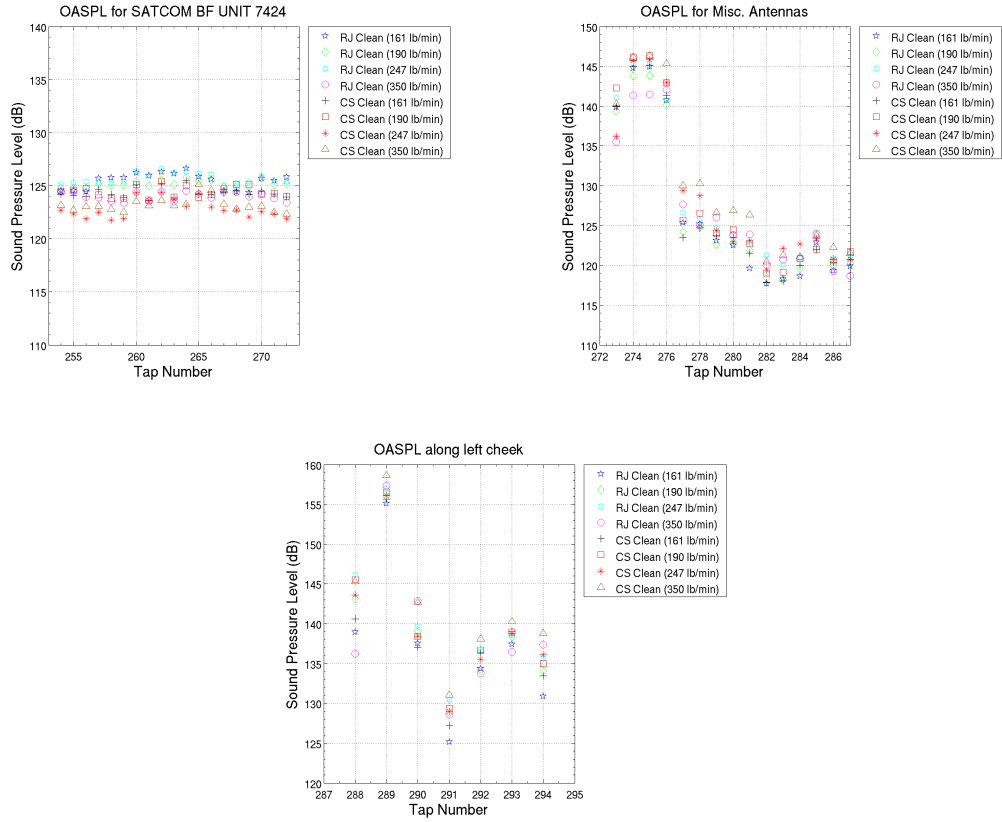 OASPL for SATCOM BF UNIT 7424
140
135
130
125
120
115
110
Sound Pressure Level (dB)
255 260 265 270
Tap Number
RJ Clean (161 lb/min)
RJ Clean (190 lb/min)
RJ Clean (247 lb/min)
RJ Clean (350 lb/min)
CS Clean (161 lb/min)
CS Clean (190 lb/min)
CS Clean (247 lb/min)
CS Clean (350 lb/min)
OASPL for Misc. Antennas
150
145
140
135
130
125
120
115
110
Sound Pressure Level (dB)
272 274 276 278 280 282 284 286 287
Tap Number
RJ Clean (161 lb/min)
RJ Clean (190 lb/min)
RJ Clean (247 lb/min)
RJ Clean (350 lb/min)
CS Clean (161 lb/min)
CS Clean (190 lb/min)
CS Clean (247 lb/min)
CS Clean (350 lb/min)
OASPL along left cheek
160
155
150
145
140
135
130
125
120
Sound Pressure Level (dB)
287 288 289 290 291 292 293 294 295
Tap Number
RJ Clean (161 lb/min)
RJ Clean (190 lb/min)
RJ Clean (247 lb/min)
RJ Clean (350 lb/min)
CS Clean (161 lb/min)
CS Clean (190 lb/min)
CS Clean (247 lb/min)
CS Clean (350 lb/min)